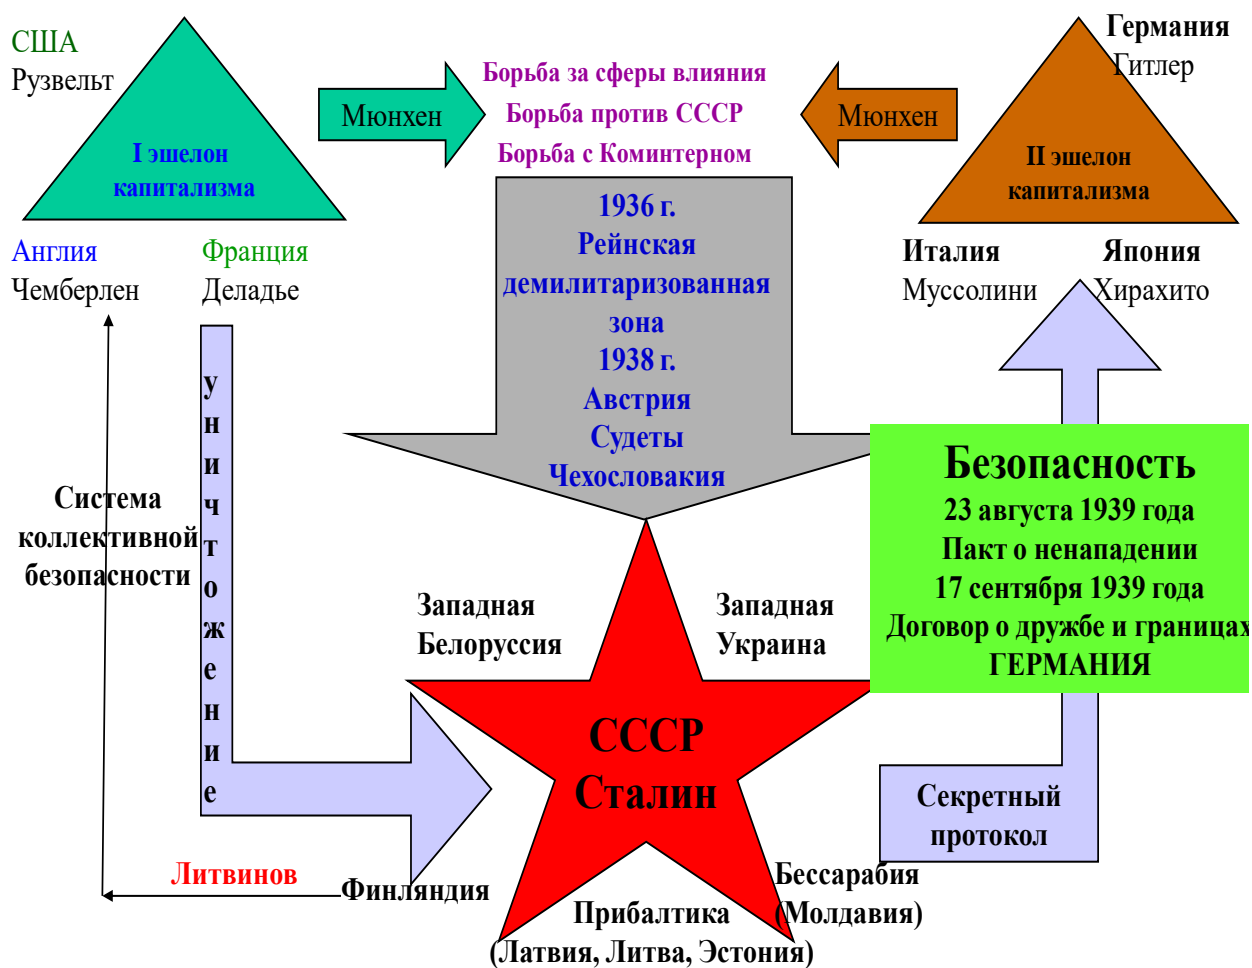 США
Рузвельт
I эшелон
капитализма
Англия
Чемберлен
Франция
Деладье
Мюнхен
Борьба за сферы влияния
Борьба против СССР
Борьба с Коминтерном
Мюнхен
Германия
Гитлер
II эшелон
капитализма
Италия
Муссолини
Япония
Хирахито
1936 г.
Рейнская
демилитаризованная
зона
1938 г.
Австрия
Судеты
Чехословакия
уничтожение
Система
коллективной
безопасности
Безопасность
23 августа 1939 года
Пакт о ненападении
17 сентября 1939 года
Договор о дружбе и границах
ГЕРМАНИЯ
Западная
Белоруссия
Западная
Украина
СССР
Сталин
Секретный
протокол
Литвинов
Финляндия
Бессарабия
(Молдавия)
Прибалтика
(Латвия, Литва, Эстония)